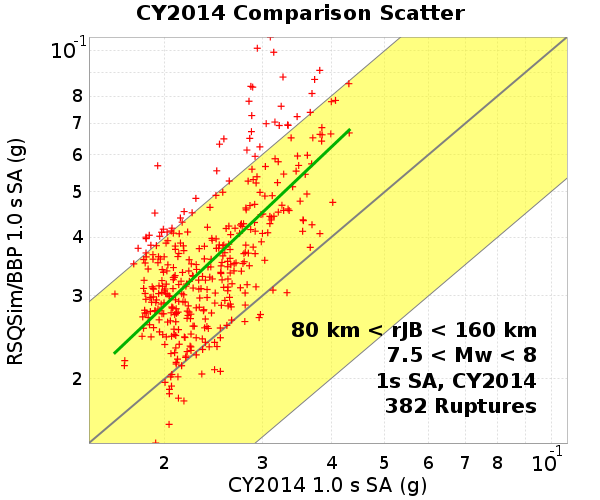 CY2014 Comparison Scatter
RSQSim/BBP 1.0 s SA (g)
10-1
8
7
6
5
4
3
2
80 km < rJB < 160 km
7.5 < Mw < 8
1s SA, CY2014
382 Ruptures
2 3 4 5 6 7 8 10-1
CY2014 1.0 s SA (g)